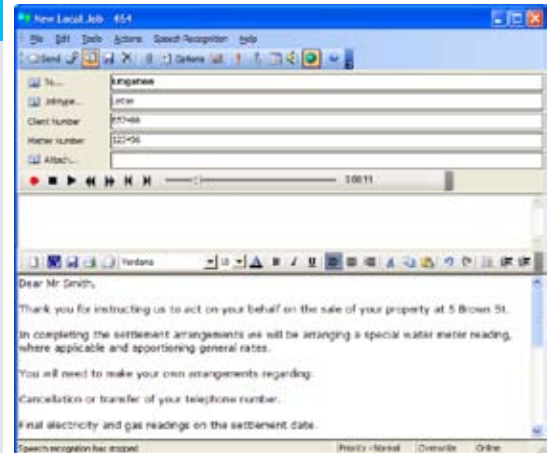 New Local Job - 454
File Edit Tools Actions Speech Recognition Help
Send Options
To...
Jobtype... Letter
Client Number
Matter Number 123456
Attach...
Verdana 10 B I U
Dear Mr Smith,
Thank you for instructing us to act on your behalf on the sale of your property at 5 Brown St.
In completing the settlement arrangements we will be arranging a special water meter reading,
where applicable and apportioning general rates.
You will need to make your own arrangements regarding:
Cancellation or transfer of your telephone number.
Final electricity and gas readings on the settlement date.
Speech recognition has stopped Priority - Normal Overwrite Online